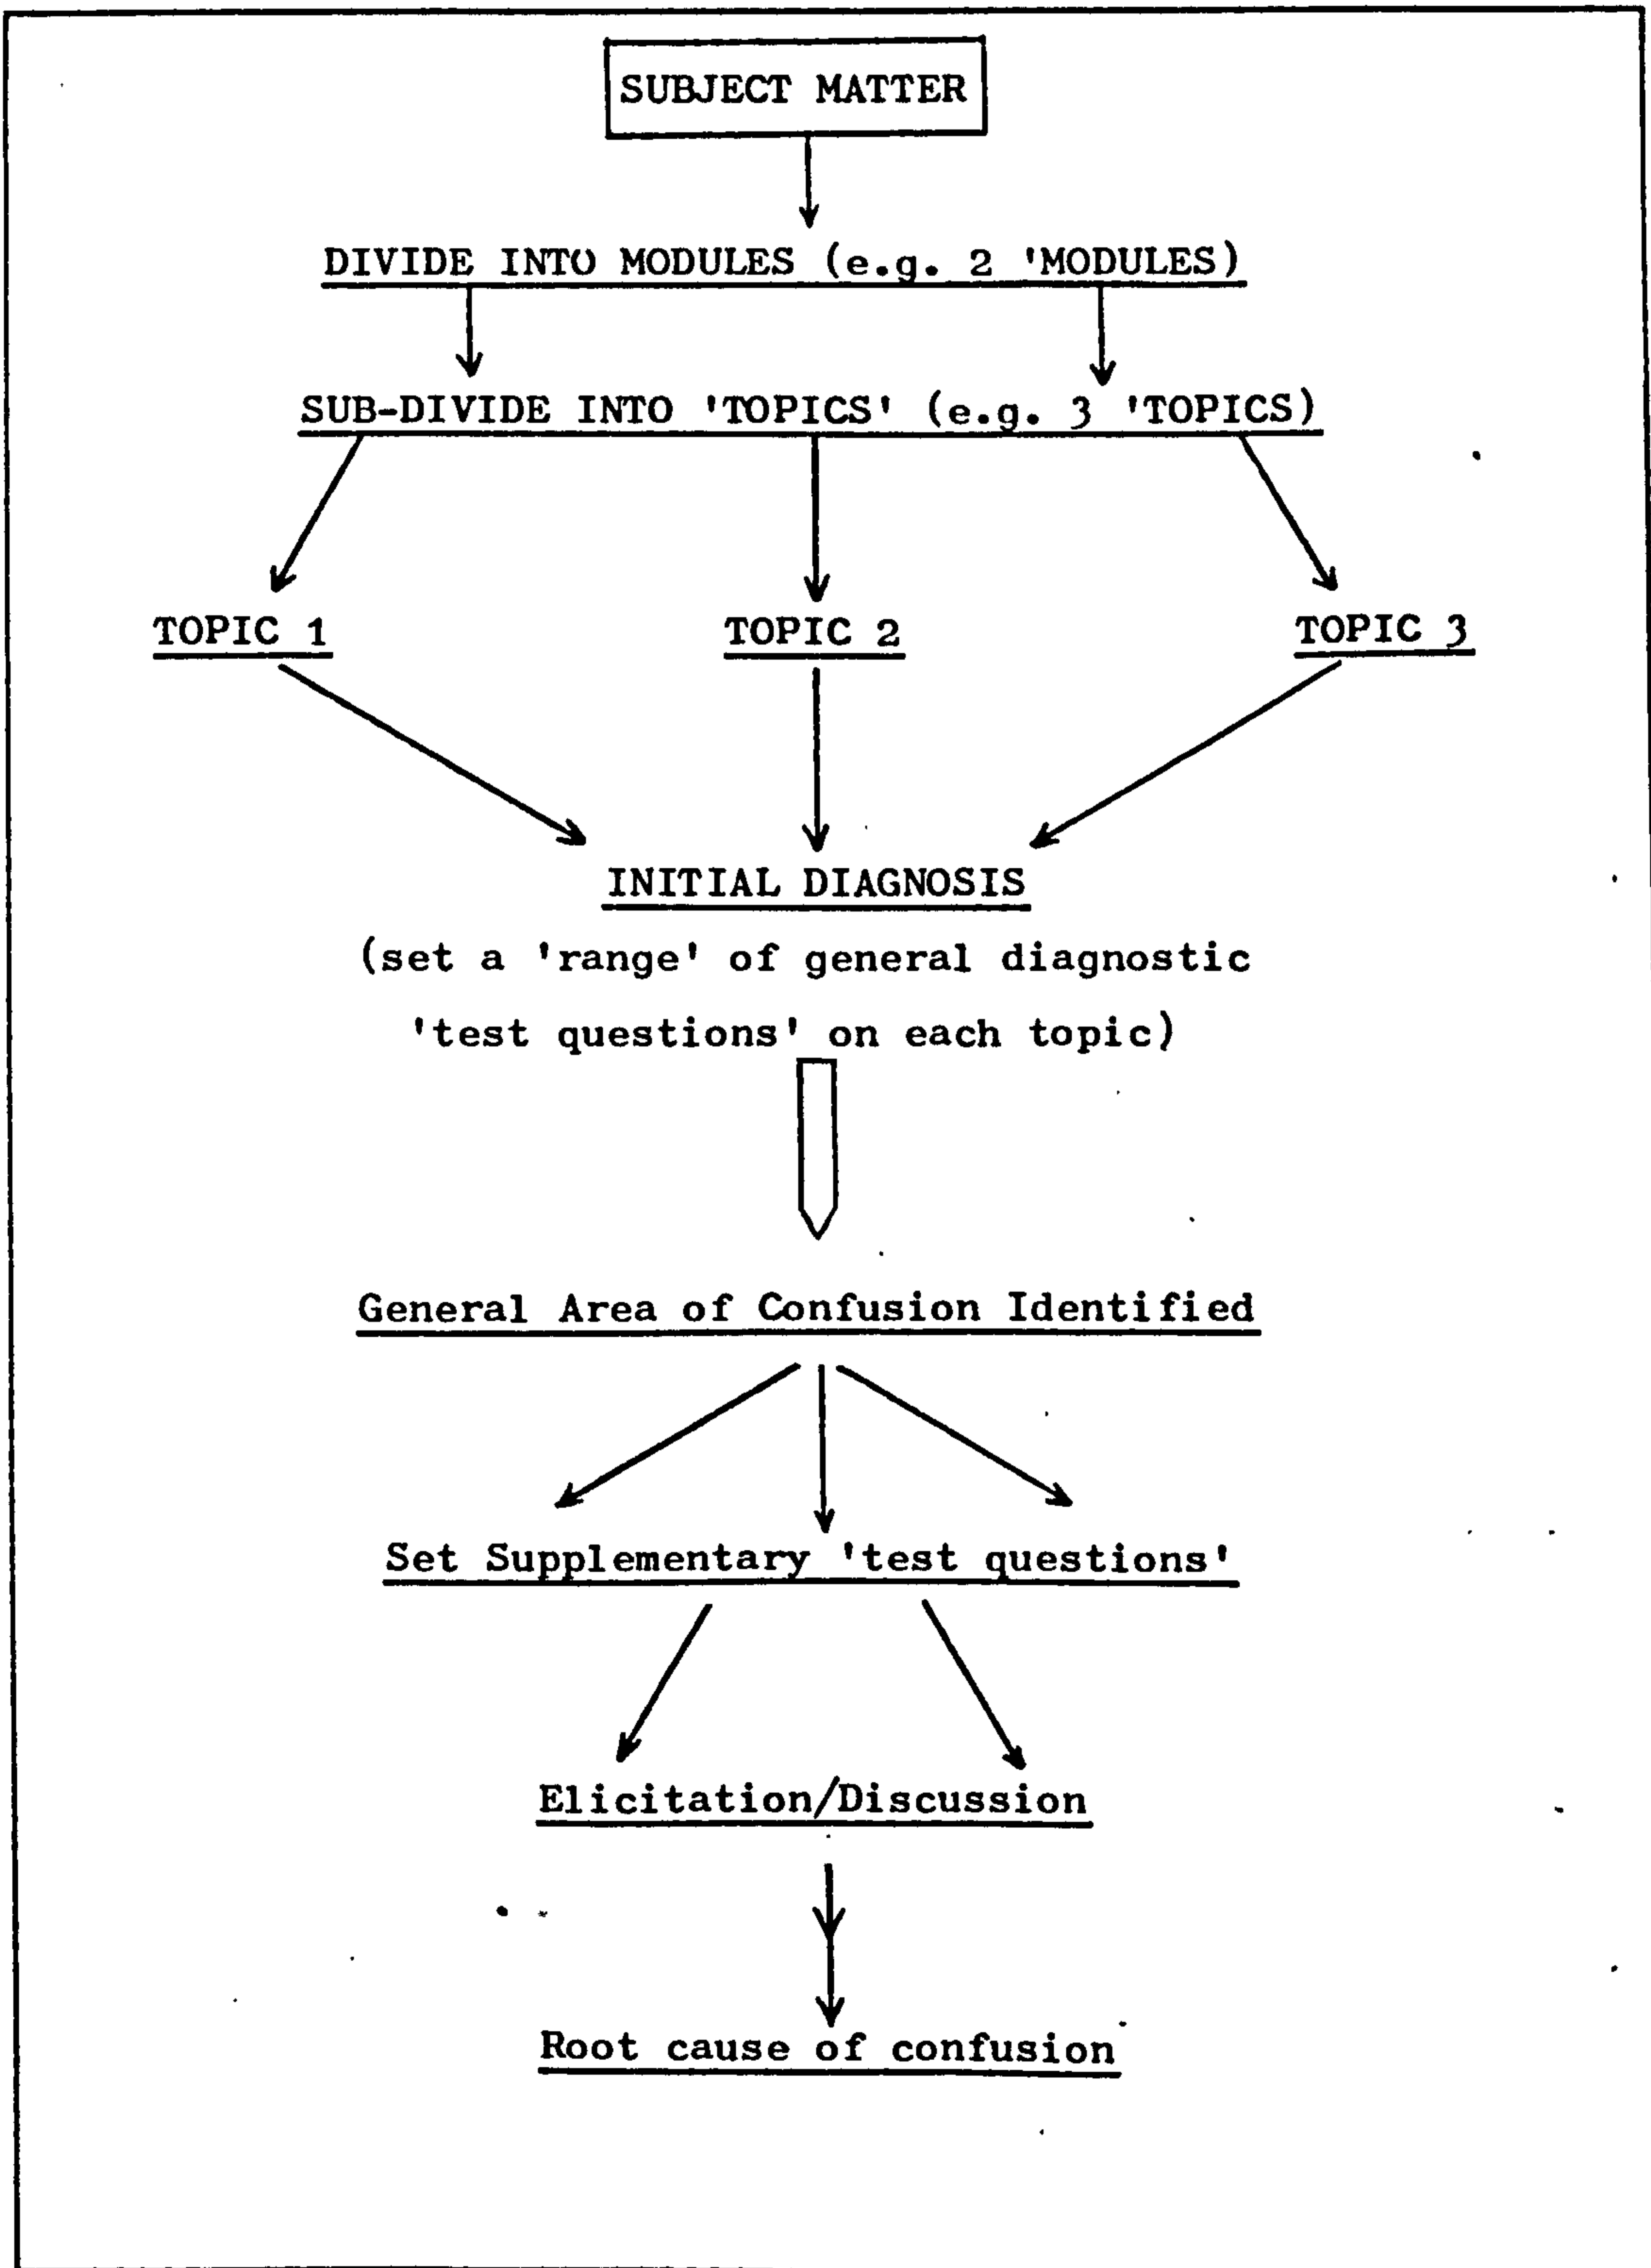 SUBJECT MATTER
DIVIDE INTO MODULES (e.g. 2 'MODULES)
SUB-DIVIDE INTO 'TOPICS' (e.g. 3 'TOPICS)
TOPIC 1 TOPIC 2 TOPIC 3
INITIAL DIAGNOSIS
(set a 'range' of general diagnostic
'test questions' on each topic)
General Area of Confusion Identified
Set Supplementary 'test questions'
Elicitation/Discussion
Root cause of confusion